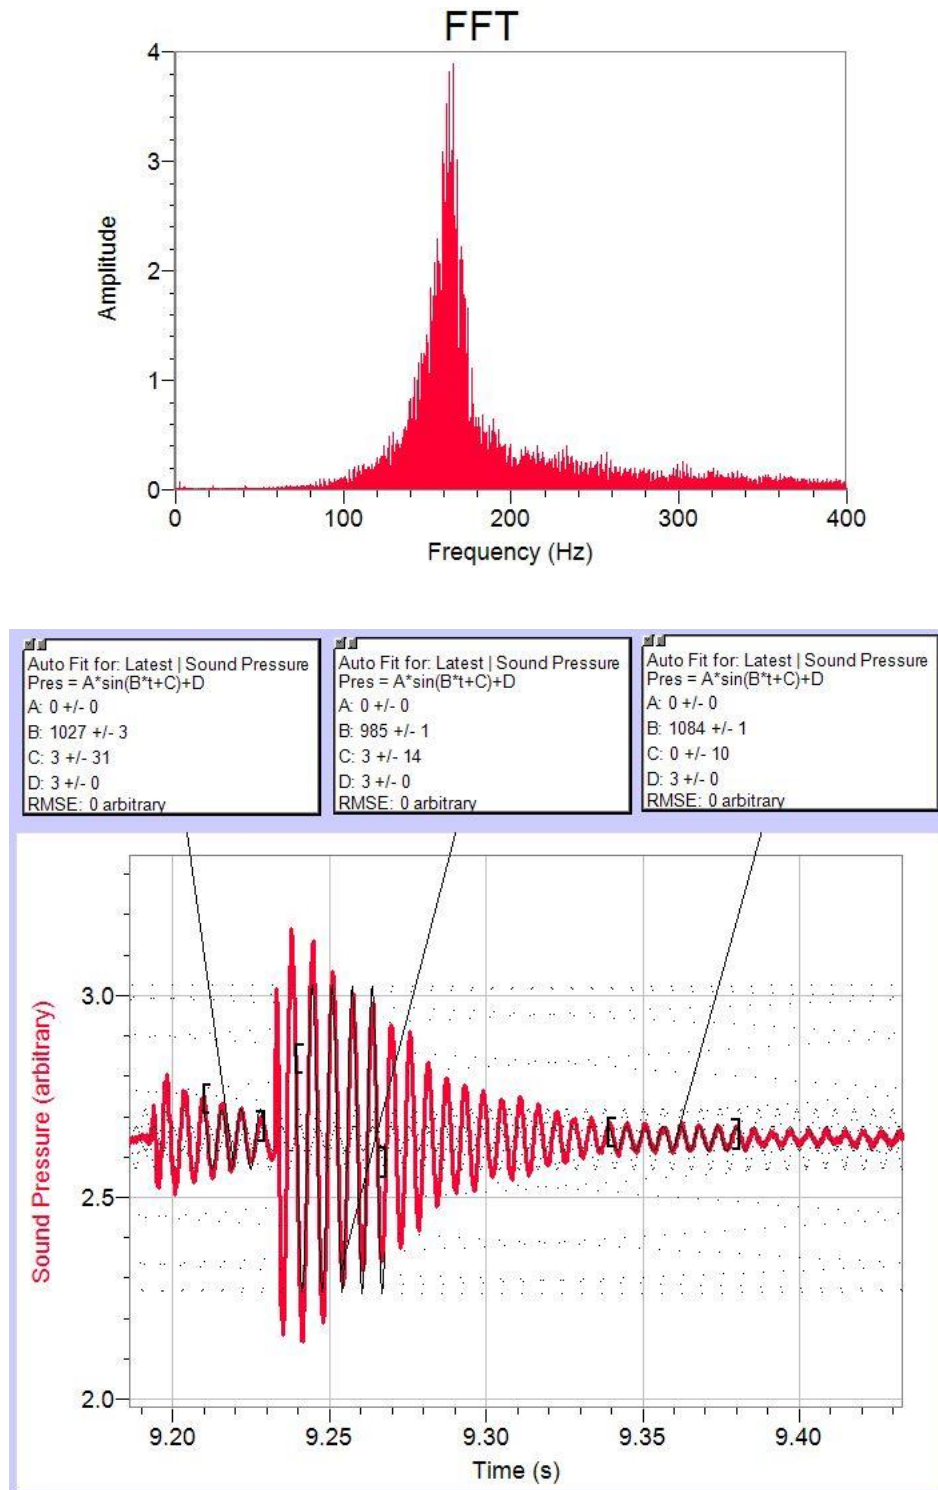 FFT
4
3
2
1
0
Amplitude
0 100 200 300 400
Frequency (Hz)
Auto Fit for: Latest | Sound Pressure
Pres = A*sin(B*t+C)+D
A: 0 +/- 0
B: 1027 +/- 3
C: 3 +/- 31
D: 3 +/- 0
RMSE: 0 arbitrary
Auto Fit for: Latest | Sound Pressure
Pres = A*sin(B*t+C)+D
A: 0 +/- 0
B: 985 +/- 1
C: 3 +/- 14
D: 3 +/- 0
RMSE: 0 arbitrary
Auto Fit for: Latest | Sound Pressure
Pres = A*sin(B*t+C)+D
A: 0 +/- 0
B: 1084 +/- 1
C: 0 +/- 10
D: 3 +/- 0
RMSE: 0 arbitrary
3.0
2.5
2.0
Sound Pressure (arbitrary)
9.20 9.25 9.30 9.35 9.40
Time (s)